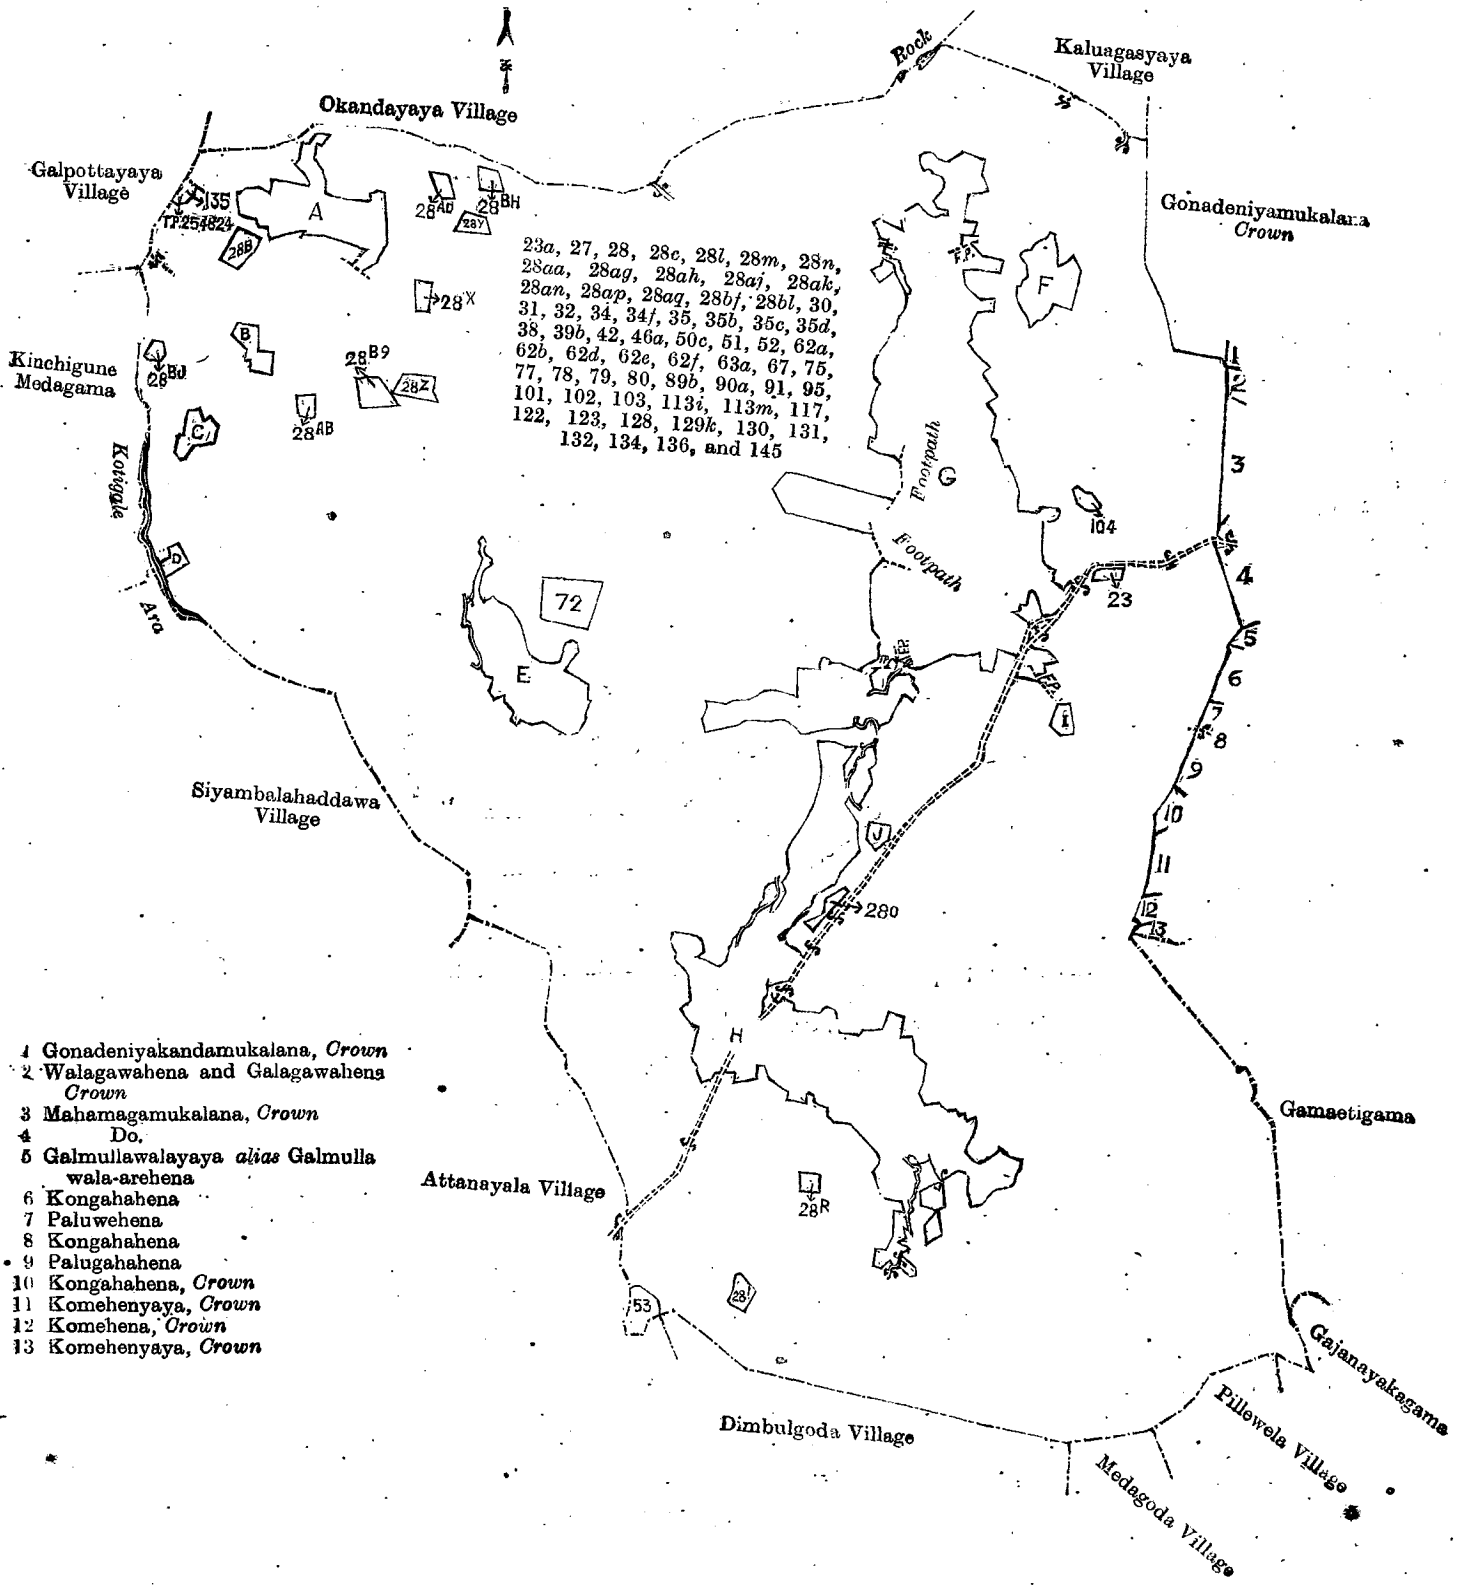 N
Rock
Kaluagasyaya
Village
Okandayaya Village
Galpottayaya
Village
135
T.P.254824
28B
A
28AD
28BH
28Y
Gonadeniyamukalana
Crown
23a, 27, 28, 28c, 28l, 28m, 28n,
28aa, 28ag, 28ah, 28aj, 28ak,
28an, 28ap, 28aq, 28bf, 28bl, 30,
31, 32, 34, 34f, 35, 35b, 35c, 35d,
38, 39b, 42, 46a, 50c, 51, 52, 62a,
62b, 62d, 62e, 62f, 63a, 67, 75,
77, 78, 79, 80, 89b, 90a, 91, 95,
101, 102, 103, 113i, 113m, 117,
122, 123, 128, 129k, 130, 131,
132, 134, 136, and 145
F.P.
F
28X
B
28BJ
28B9
28Z
Kinchigune
Medagama
28AB
C
1
2
3
Kotigale
Ara
D
Footpath
G
Footpath
104
23
4
5
72
E
F.P.
F.P.
I
6
7
8
9
10
11
12
13
Siyambalahaddawa
Village
J
280
H
1 Gonadeniyakandamukalana, Crown
2 Walagawahena and Galagawahena
Crown
3 Mahamagamukalana, Crown
4 Do.
5 Galmullawalayaya alias Galmulla
wala-arehena
6 Kongahahena
7 Paluwehena
8 Kongahahena
9 Palugahahena
10 Kongahahena, Crown
11 Komehenyaya, Crown
12 Komehena, Crown
13 Komehenyaya, Crown
Gamaetigama
Attanayala Village
28R
53
Gajanayakagama
Pillewela Village
Dimbulgoda Village
Medagoda Village